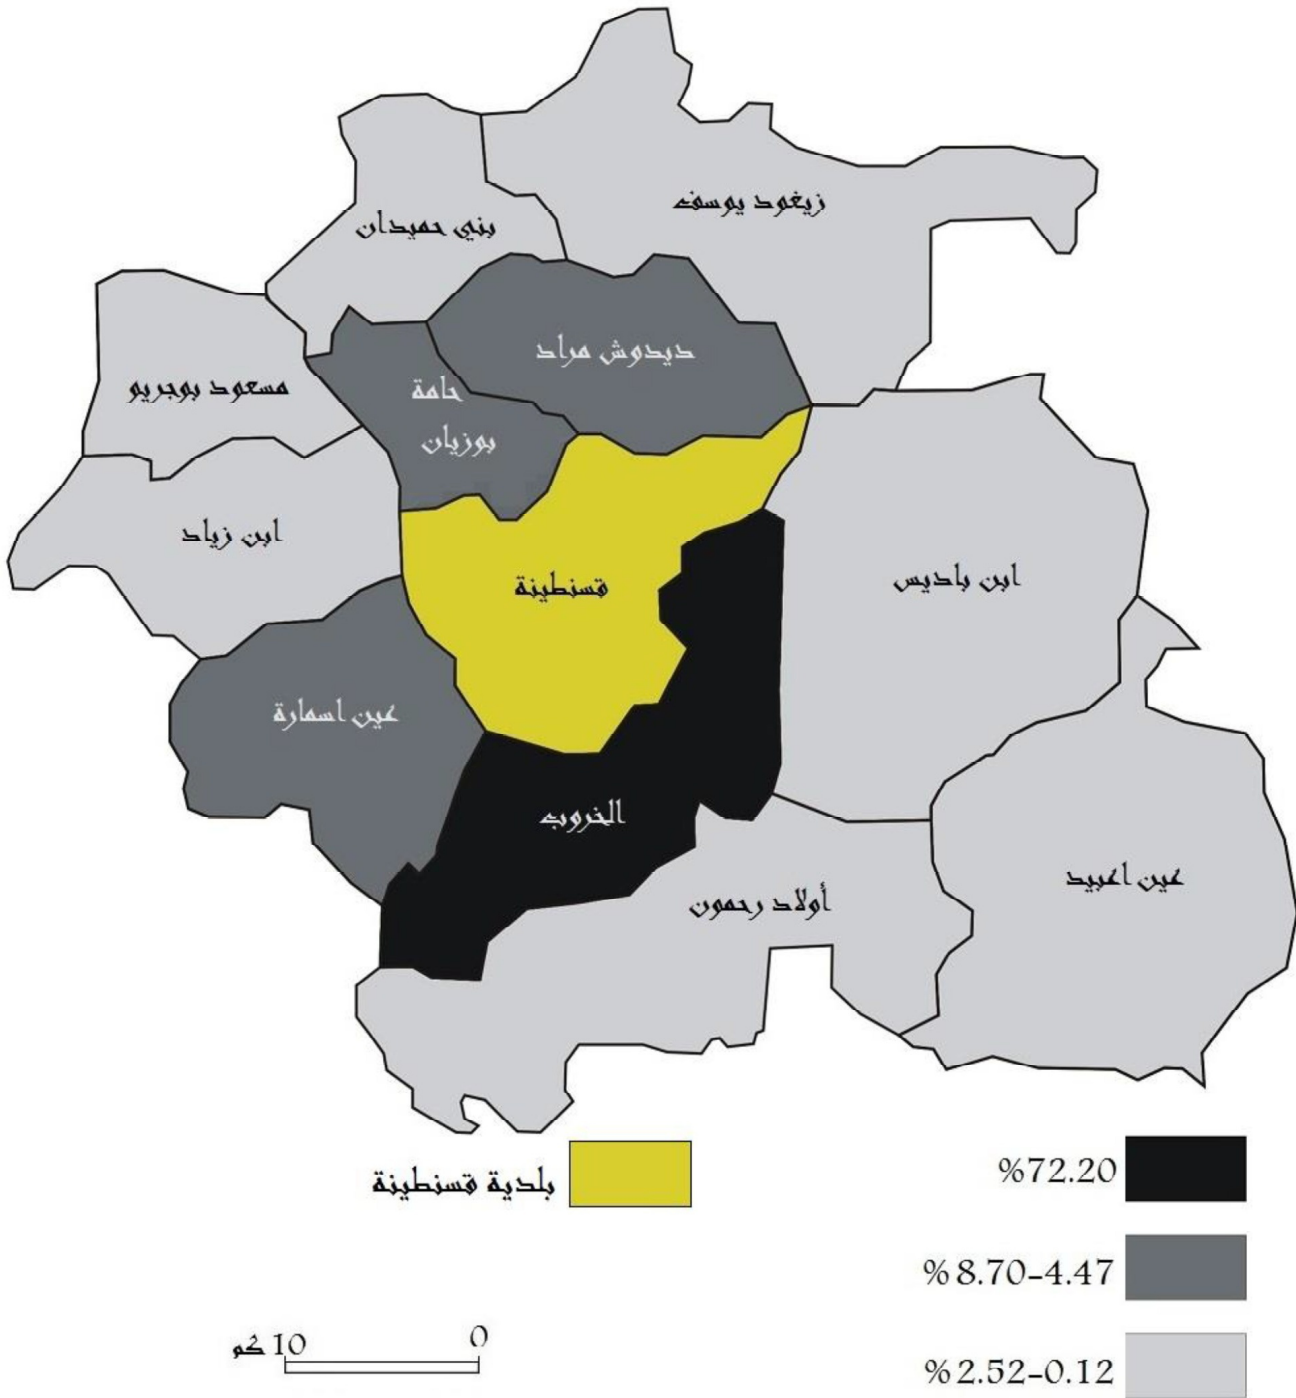 زيغود يوسف
بني حميدان
ديدوش مراد
حامة
بوزيان
مسعود بوجريو
ابن زياد
قسنطينة
ابن باديس
عين اسمارة
الخروب
عين اعبيد
أولاد رحمون
بلدية قسنطينة
%72.20
% 8.70-4.47
% 2.52-0.12
0
10 كم